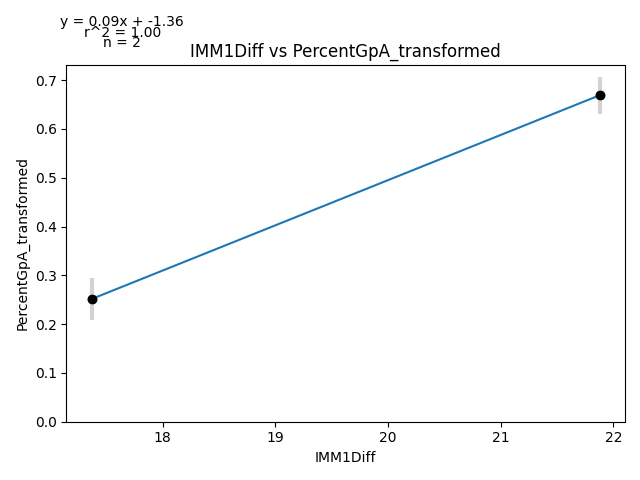 y = 0.09x + -1.36
r^2 = 1.00
n = 2
IMM1Diff vs PercentGpA_transformed
PercentGpA_transformed
0.7
0.6
0.5
0.4
0.3
0.2
0.1
0.0
18 19 20 21 22
IMM1Diff